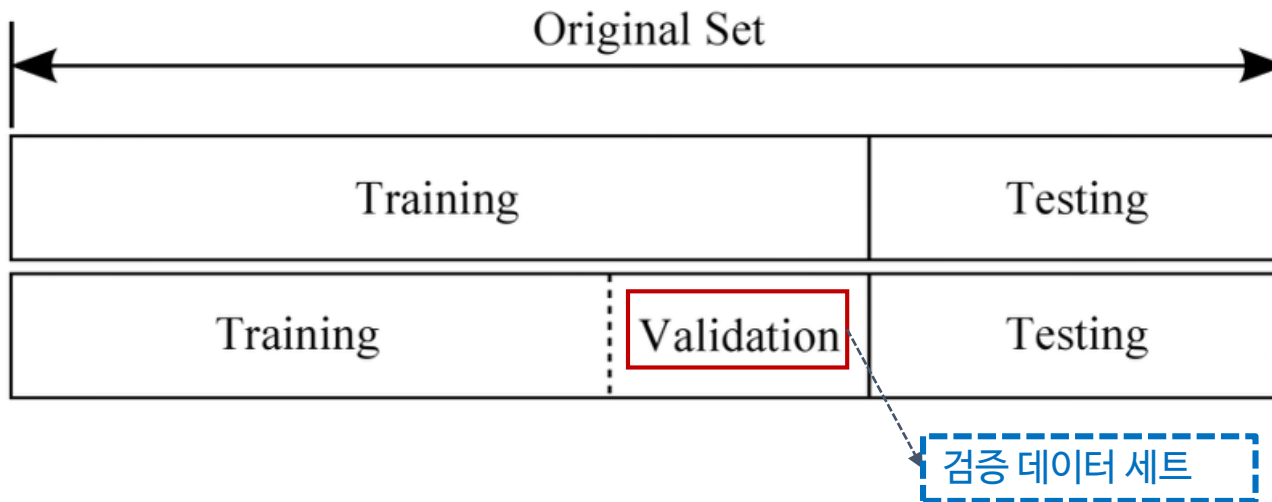 Original Set
Training Testing
Training Validation Testing
검증 데이터 세트